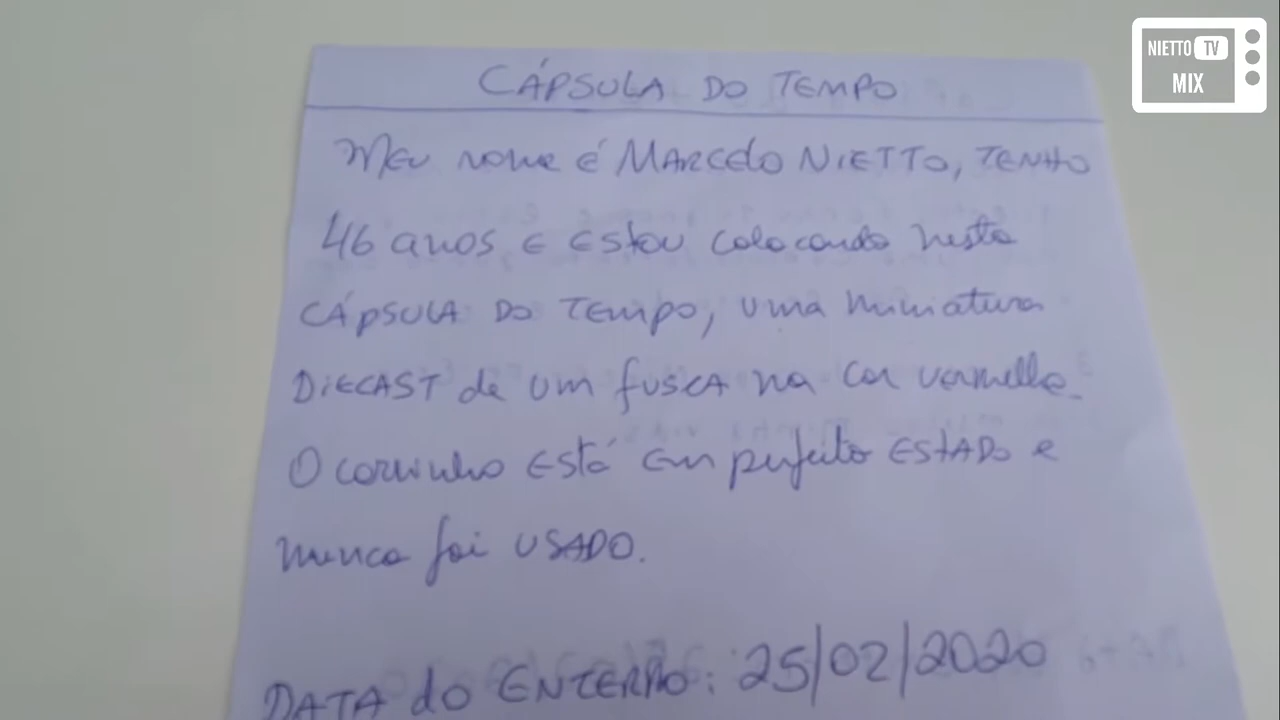 NIETTO TV
MIX
CÁPSULA DO TEMPO
Meu nome é MARCELO NIETTO, TENHO
46 anos e estou colocando nesta
CÁPSULA DO TEMPO, uma miniatura
DIECAST de um fusca na cor vermelha.
O carrinho está em perfeito ESTADO e
nunca foi USADO.
DATA do ENTERRO: 25/02/2020